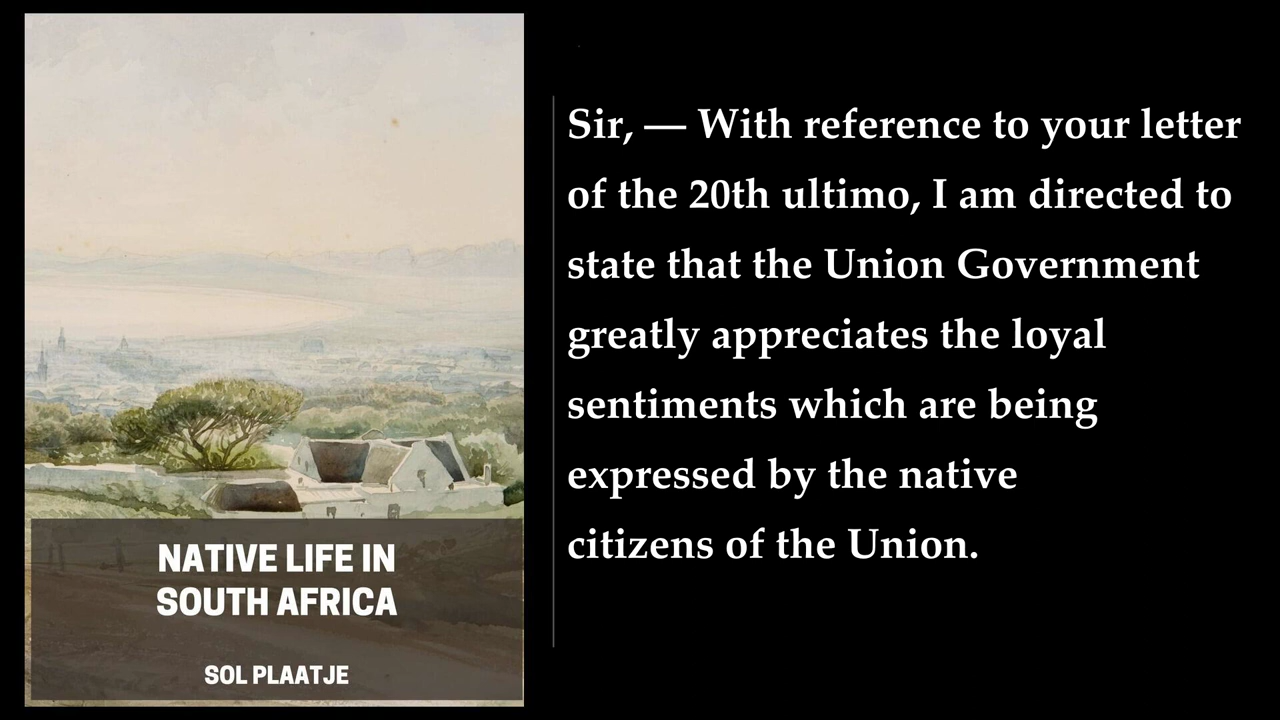 NATIVE LIFE IN
SOUTH AFRICA
SOL PLAATJE
Sir, — With reference to your letter
of the 20th ultimo, I am directed to
state that the Union Government
greatly appreciates the loyal
sentiments which are being
expressed by the native
citizens of the Union.